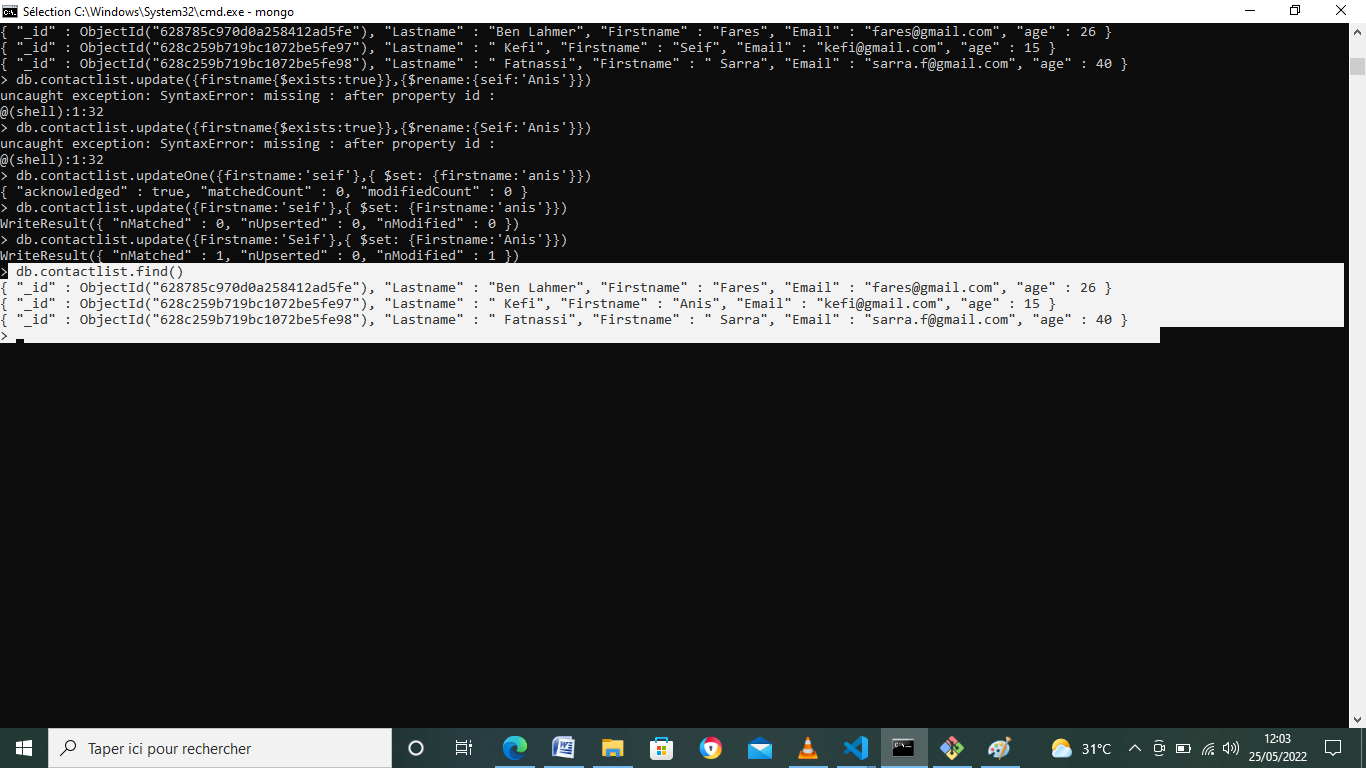 Sélection C:\Windows\System32\cmd.exe - mongo
{ "_id" : ObjectId("628785c970d0a258412ad5fe"), "Lastname" : "Ben Lahmer", "Firstname" : "Fares", "Email" : "fares@gmail.com", "age" : 26 }
{ "_id" : ObjectId("628c259b719bc1072be5fe97"), "Lastname" : " Kefi", "Firstname" : "Seif", "Email" : "kefi@gmail.com", "age" : 15 }
{ "_id" : ObjectId("628c259b719bc1072be5fe98"), "Lastname" : " Fatnassi", "Firstname" : " Sarra", "Email" : "sarra.f@gmail.com", "age" : 40 }
> db.contactlist.update({firstname{$exists:true}},{$rename:{seif:'Anis'}})
uncaught exception: SyntaxError: missing : after property id :
@(shell):1:32
> db.contactlist.update({firstname{$exists:true}},{$rename:{Seif:'Anis'}})
uncaught exception: SyntaxError: missing : after property id :
@(shell):1:32
> db.contactlist.updateOne({firstname:'seif'},{ $set: {firstname:'anis'}})
{ "acknowledged" : true, "matchedCount" : 0, "modifiedCount" : 0 }
> db.contactlist.update({Firstname:'seif'},{ $set: {Firstname:'anis'}})
WriteResult({ "nMatched" : 0, "nUpserted" : 0, "nModified" : 0 })
> db.contactlist.update({Firstname:'Seif'},{ $set: {Firstname:'Anis'}})
WriteResult({ "nMatched" : 1, "nUpserted" : 0, "nModified" : 1 })
> db.contactlist.find()
{ "_id" : ObjectId("628785c970d0a258412ad5fe"), "Lastname" : "Ben Lahmer", "Firstname" : "Fares", "Email" : "fares@gmail.com", "age" : 26 }
{ "_id" : ObjectId("628c259b719bc1072be5fe97"), "Lastname" : " Kefi", "Firstname" : "Anis", "Email" : "kefi@gmail.com", "age" : 15 }
{ "_id" : ObjectId("628c259b719bc1072be5fe98"), "Lastname" : " Fatnassi", "Firstname" : " Sarra", "Email" : "sarra.f@gmail.com", "age" : 40 }
>
Taper ici pour rechercher
31°C
12:03
25/05/2022